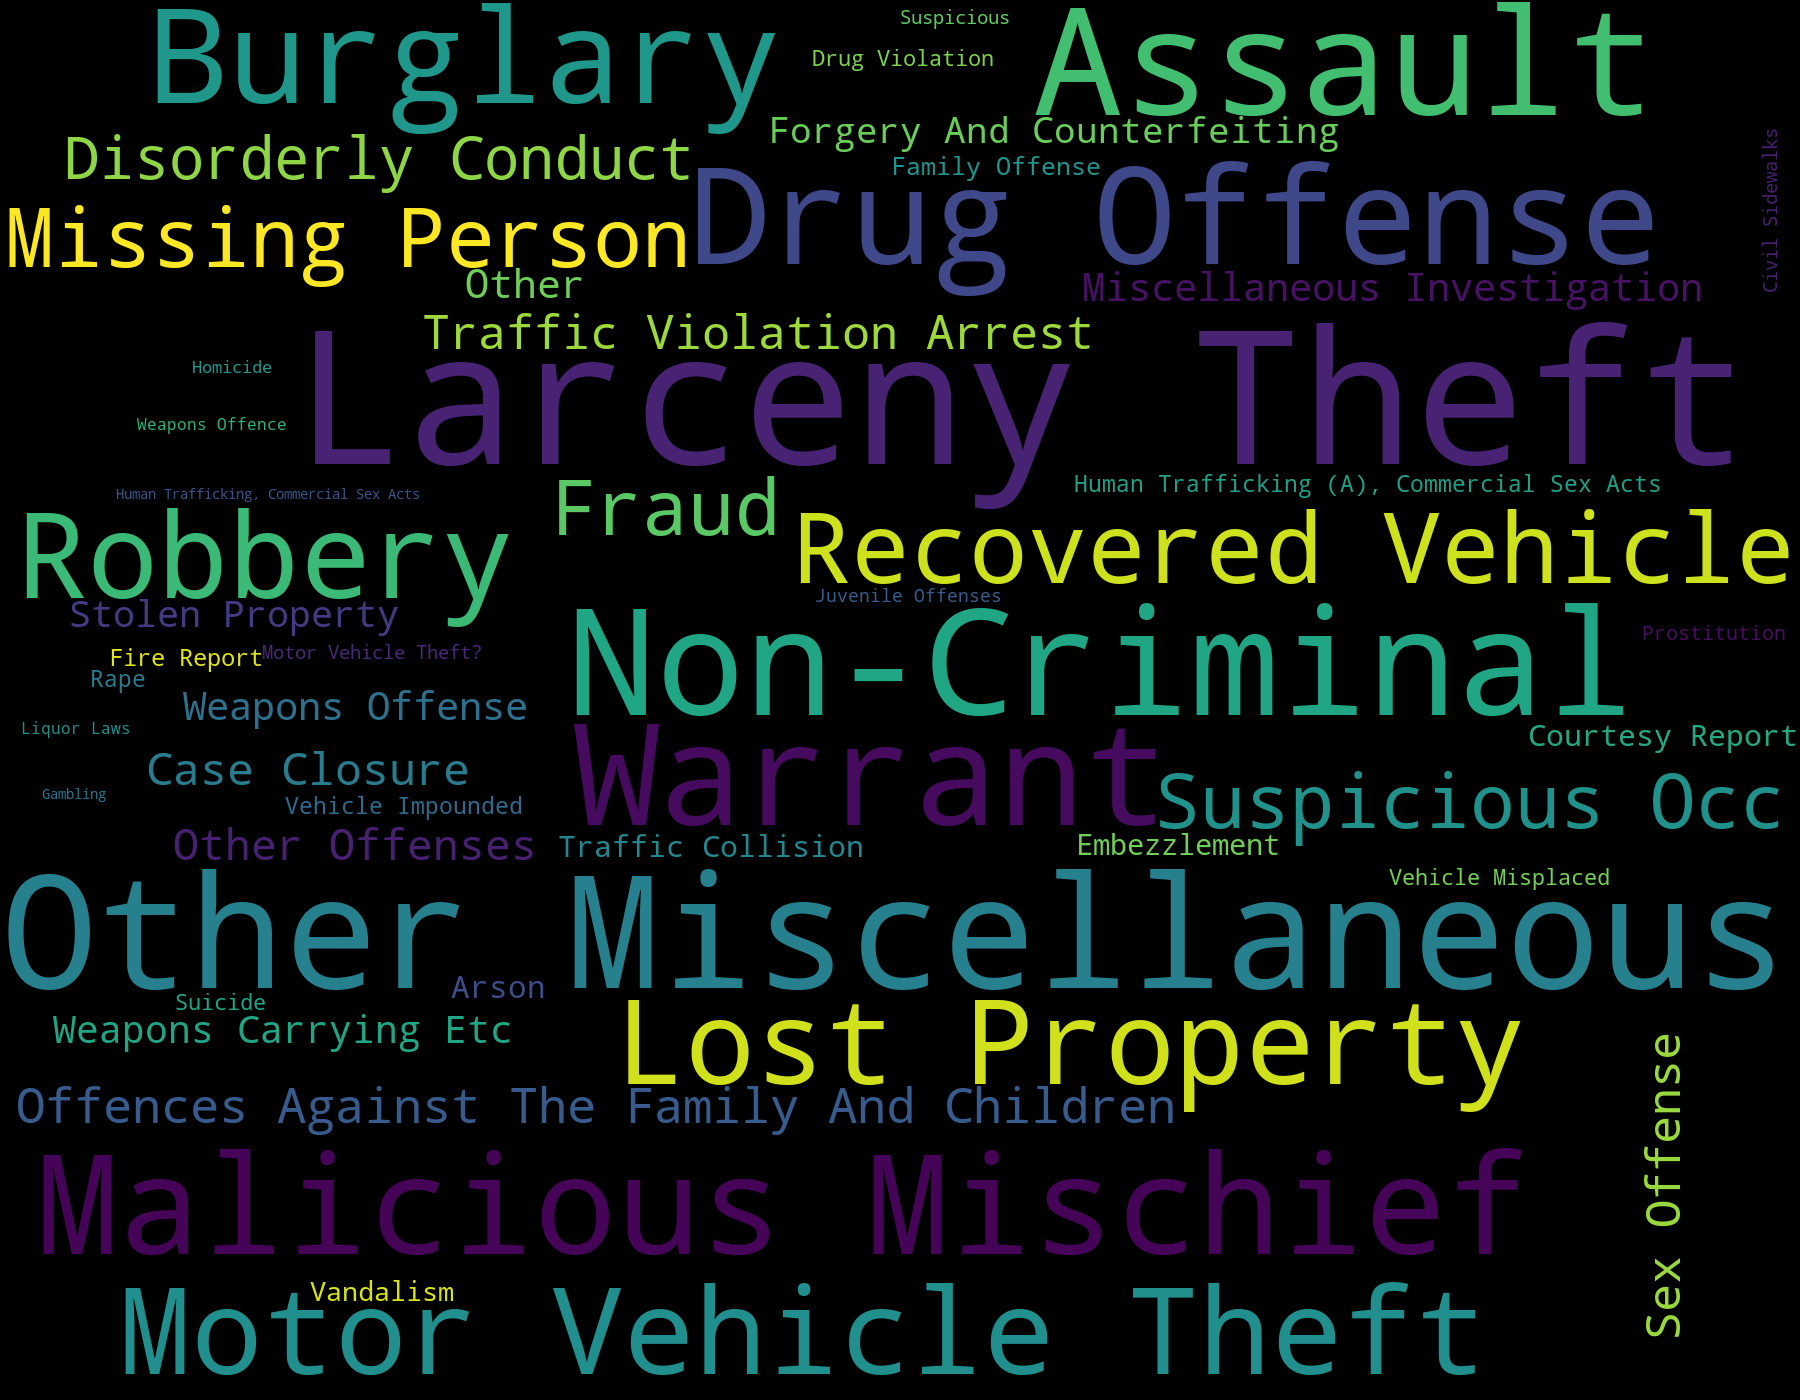 Suspicious
Burglary
Assault
Drug Violation
Forgery And Counterfeiting
Disorderly Conduct
Family Offense
Civil Sidewalks
Drug Offense
Missing Person
Other
Miscellaneous Investigation
Traffic Violation Arrest
Homicide
Larceny Theft
Weapons Offence
Human Trafficking (A), Commercial Sex Acts
Human Trafficking, Commercial Sex Acts
Fraud
Robbery
Recovered Vehicle
Juvenile Offenses
Stolen Property
Prostitution
Motor Vehicle Theft?
Fire Report
Non-Criminal
Rape
Weapons Offense
Liquor Laws
Courtesy Report
Case Closure
Warrant
Gambling
Suspicious Occ
Vehicle Impounded
Other Offenses
Traffic Collision
Embezzlement
Vehicle Misplaced
Other Miscellaneous
Arson
Suicide
Weapons Carrying Etc
Lost Property
Offences Against The Family And Children
Sex Offense
Malicious Mischief
Vandalism
Motor Vehicle Theft